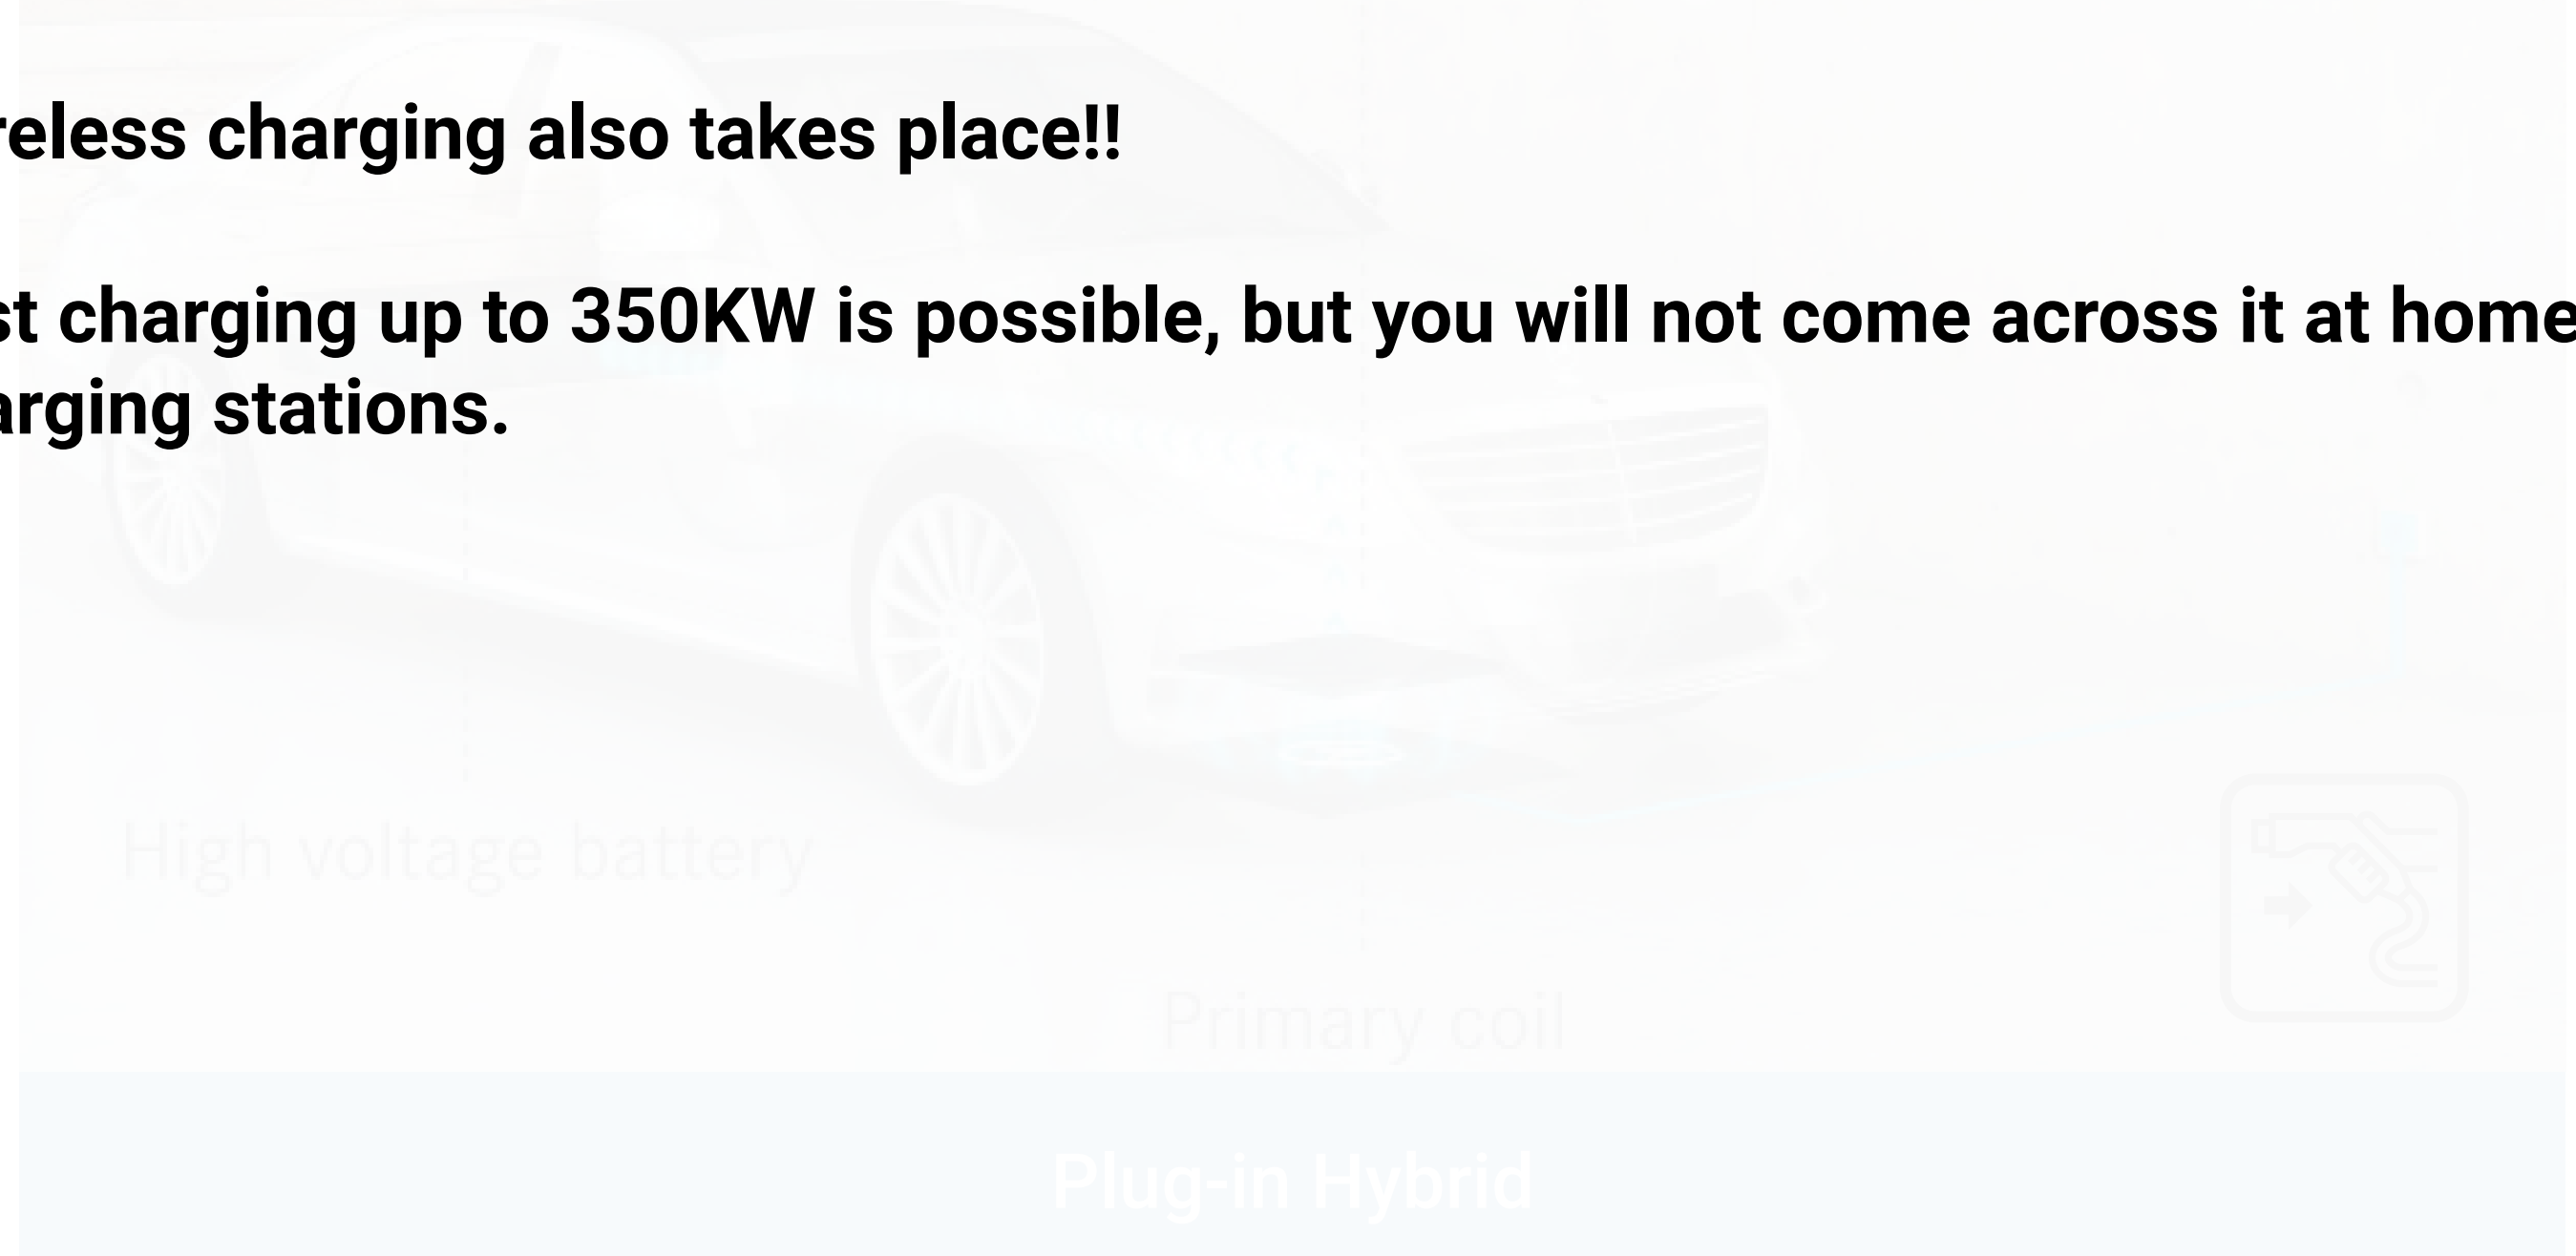 reless charging also takes place!!
st charging up to 350KW is possible, but you will not come across it at home
arging stations.
High voltage battery
Primary coil
Plug-in Hybrid